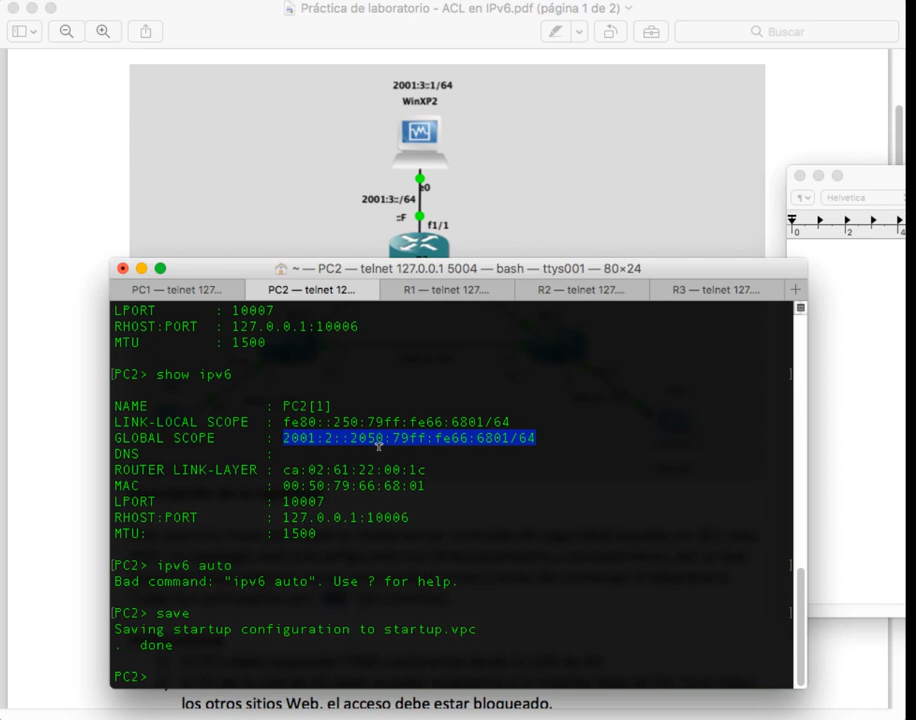 Práctica de laboratorio - ACL en IPv6.pdf (página 1 de 2)
Buscar
2001:3::1/64
WinXP2
e0
2001:3::/64
::F
f1/1
Helvetica
0 2 4
~ — PC2 — telnet 127.0.0.1 5004 — bash — ttys001 — 80×24
PC1 — telnet 127... PC2 — telnet 12... R1 — telnet 127.... R2 — telnet 127.... R3 — telnet 127....
LPORT : 10007
RHOST:PORT : 127.0.0.1:10006
MTU : 1500
[PC2> show ipv6 ]
NAME : PC2[1]
LINK-LOCAL SCOPE : fe80::250:79ff:fe66:6801/64
GLOBAL SCOPE : 2001:2::2050:79ff:fe66:6801/64
DNS :
ROUTER LINK-LAYER : ca:02:61:22:00:1c
MAC : 00:50:79:66:68:01
LPORT : 10007
RHOST:PORT : 127.0.0.1:10006
MTU: : 1500
[PC2> ipv6 auto ]
Bad command: "ipv6 auto". Use ? for help.
[PC2> save ]
Saving startup configuration to startup.vpc
. done
PC2>
los otros sitios Web, el acceso debe estar bloqueado.